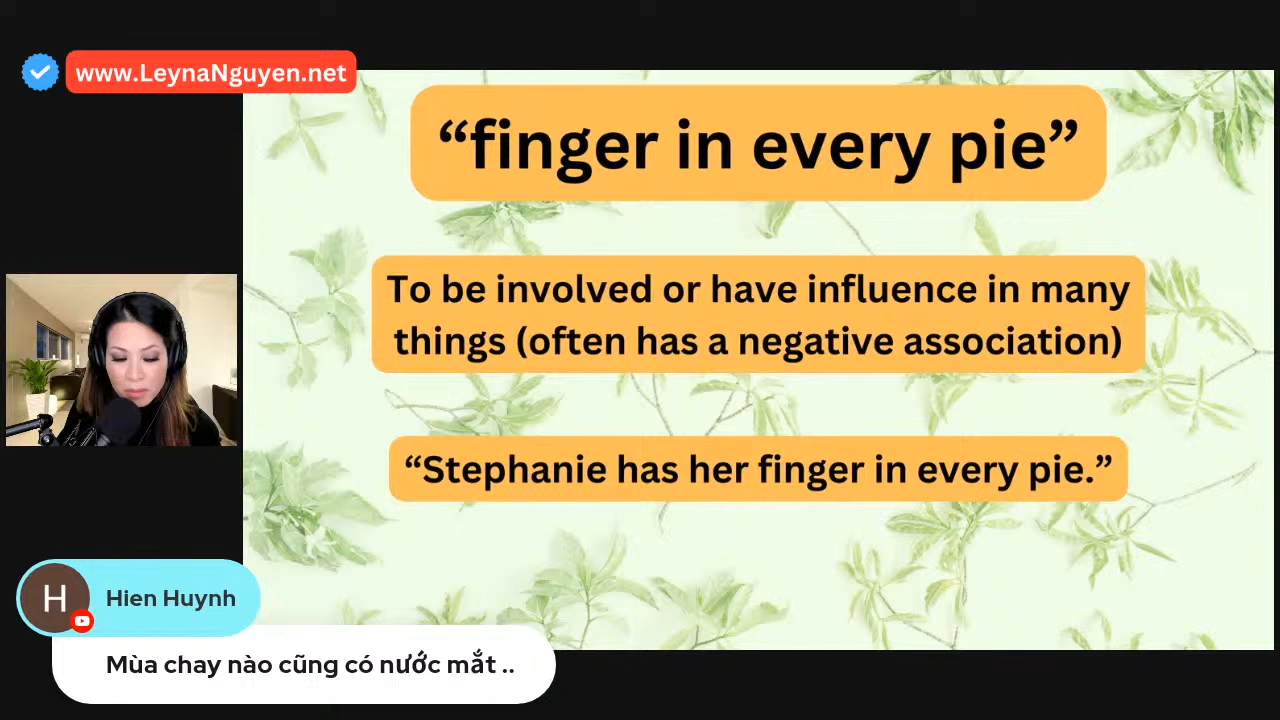 www.LeynaNguyen.net
“finger in every pie”
To be involved or have influence in many
things (often has a negative association)
“Stephanie has her finger in every pie.”
H
Hien Huynh
Mùa chay nào cũng có nước mắt ..